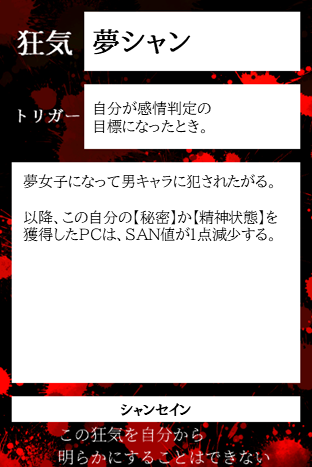 狂気
夢シャン
トリガー
自分が感情判定の
目標になったとき。
夢女子になって男キャラに犯されたがる。
以降、この自分の【秘密】か【精神状態】を
獲得したPCは、SAN値が1点減少する。
シャンセイン
この狂気を自分から
明らかにすることはできない